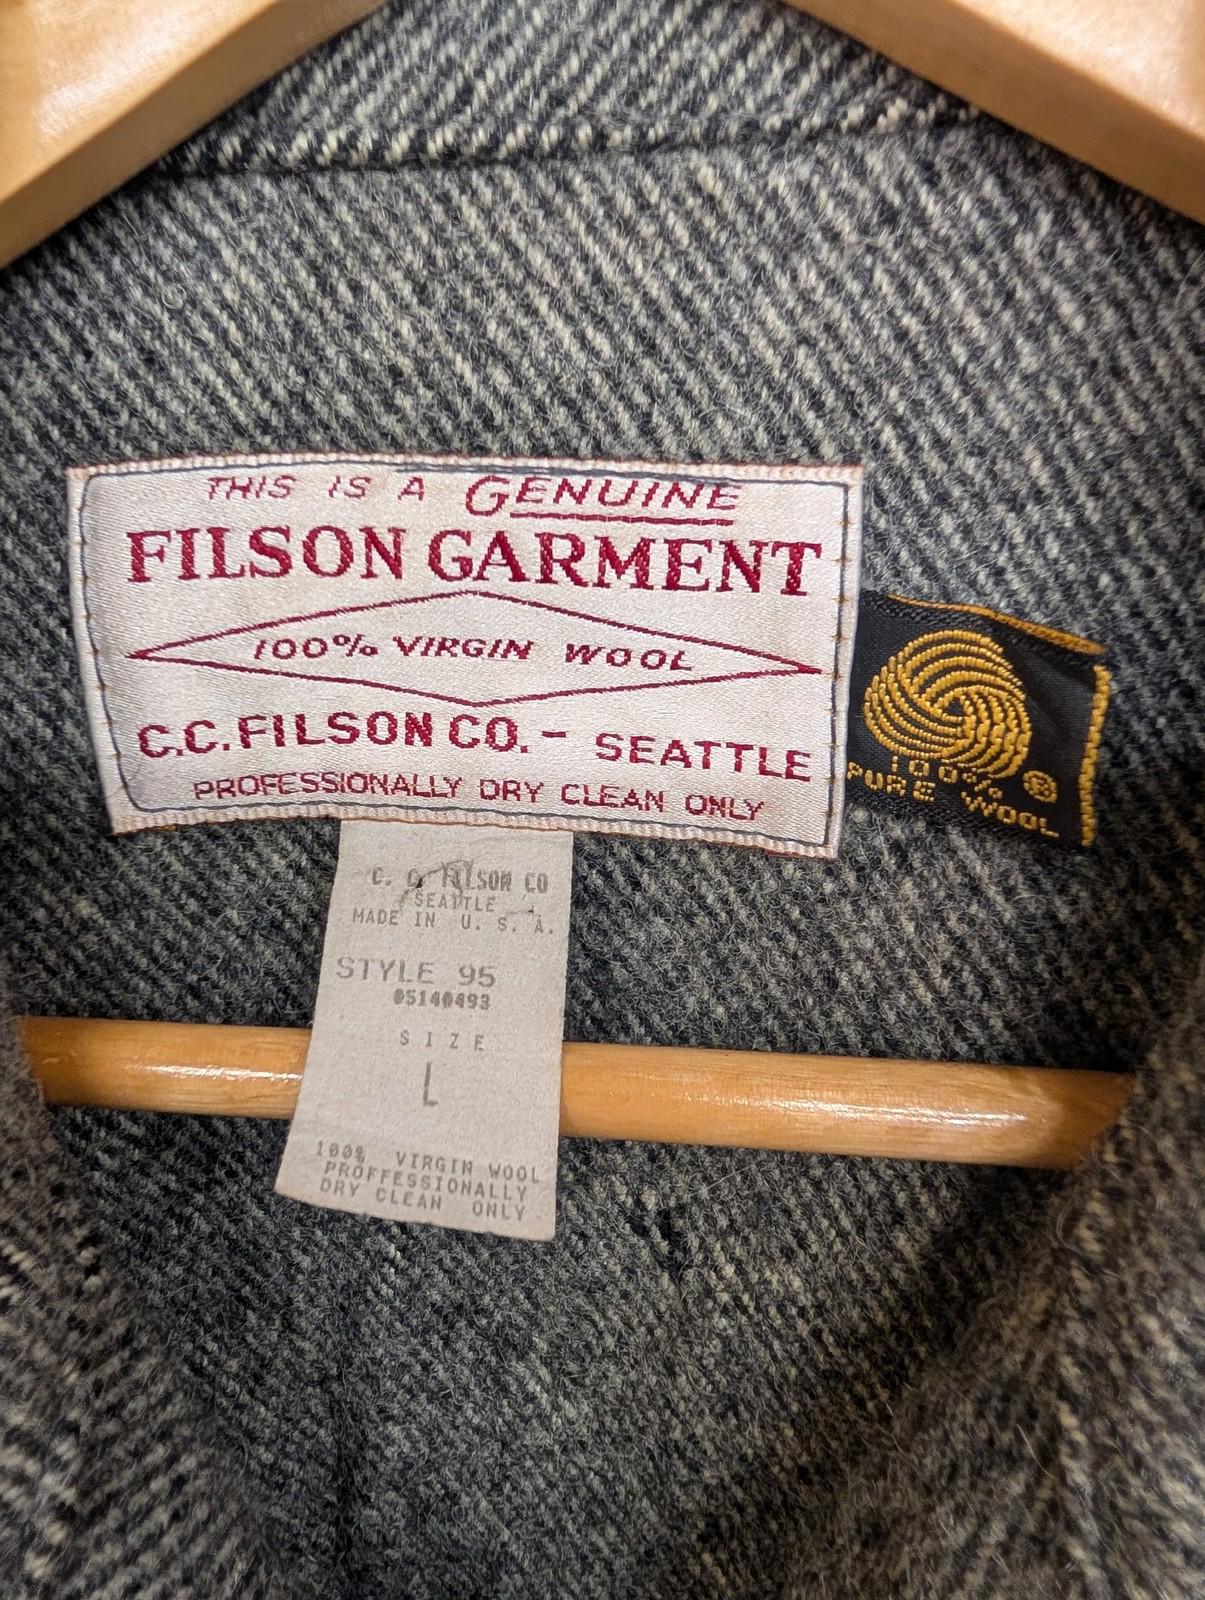 THIS IS A GENUINE
FILSON GARMENT
100% VIRGIN WOOL
C.C. FILSON CO. - SEATTLE
PROFESSIONALLY DRY CLEAN ONLY
100% ®
PURE WOOL
C. C. FILSON CO
SEATTLE
MADE IN U. S. A.
STYLE 95
05140493
SIZE
L
100% VIRGIN WOOL
PROFFESSIONALLY
DRY CLEAN ONLY